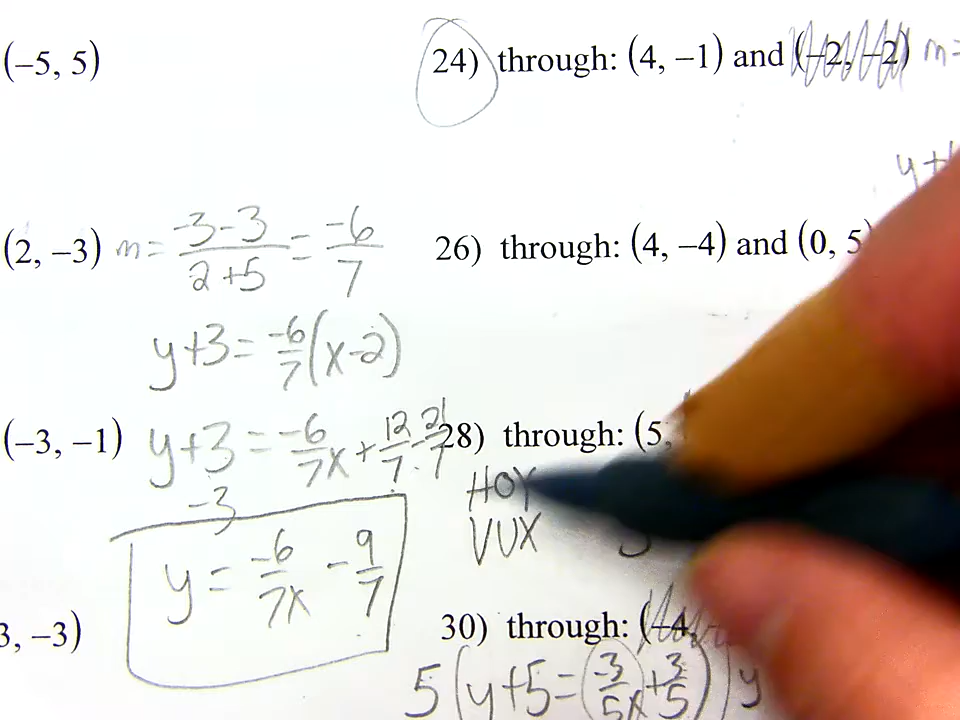 (−5, 5)
24) through: (4, −1) and (−2, −2) m=
y+
(2, −3) m = -3-3 / 2+5 = -6/7
26) through: (4, −4) and (0, 5)
y+3 = -6/7 (x-2)
(−3, −1) y+3 = -6/7x + 12/7 - 21/7
-3
28) through: (5,
HOY
VUX
y = -6/7x - 9/7
3, −3)
30) through: (−4,
5(y+5 = -3/5x + 3/5) y